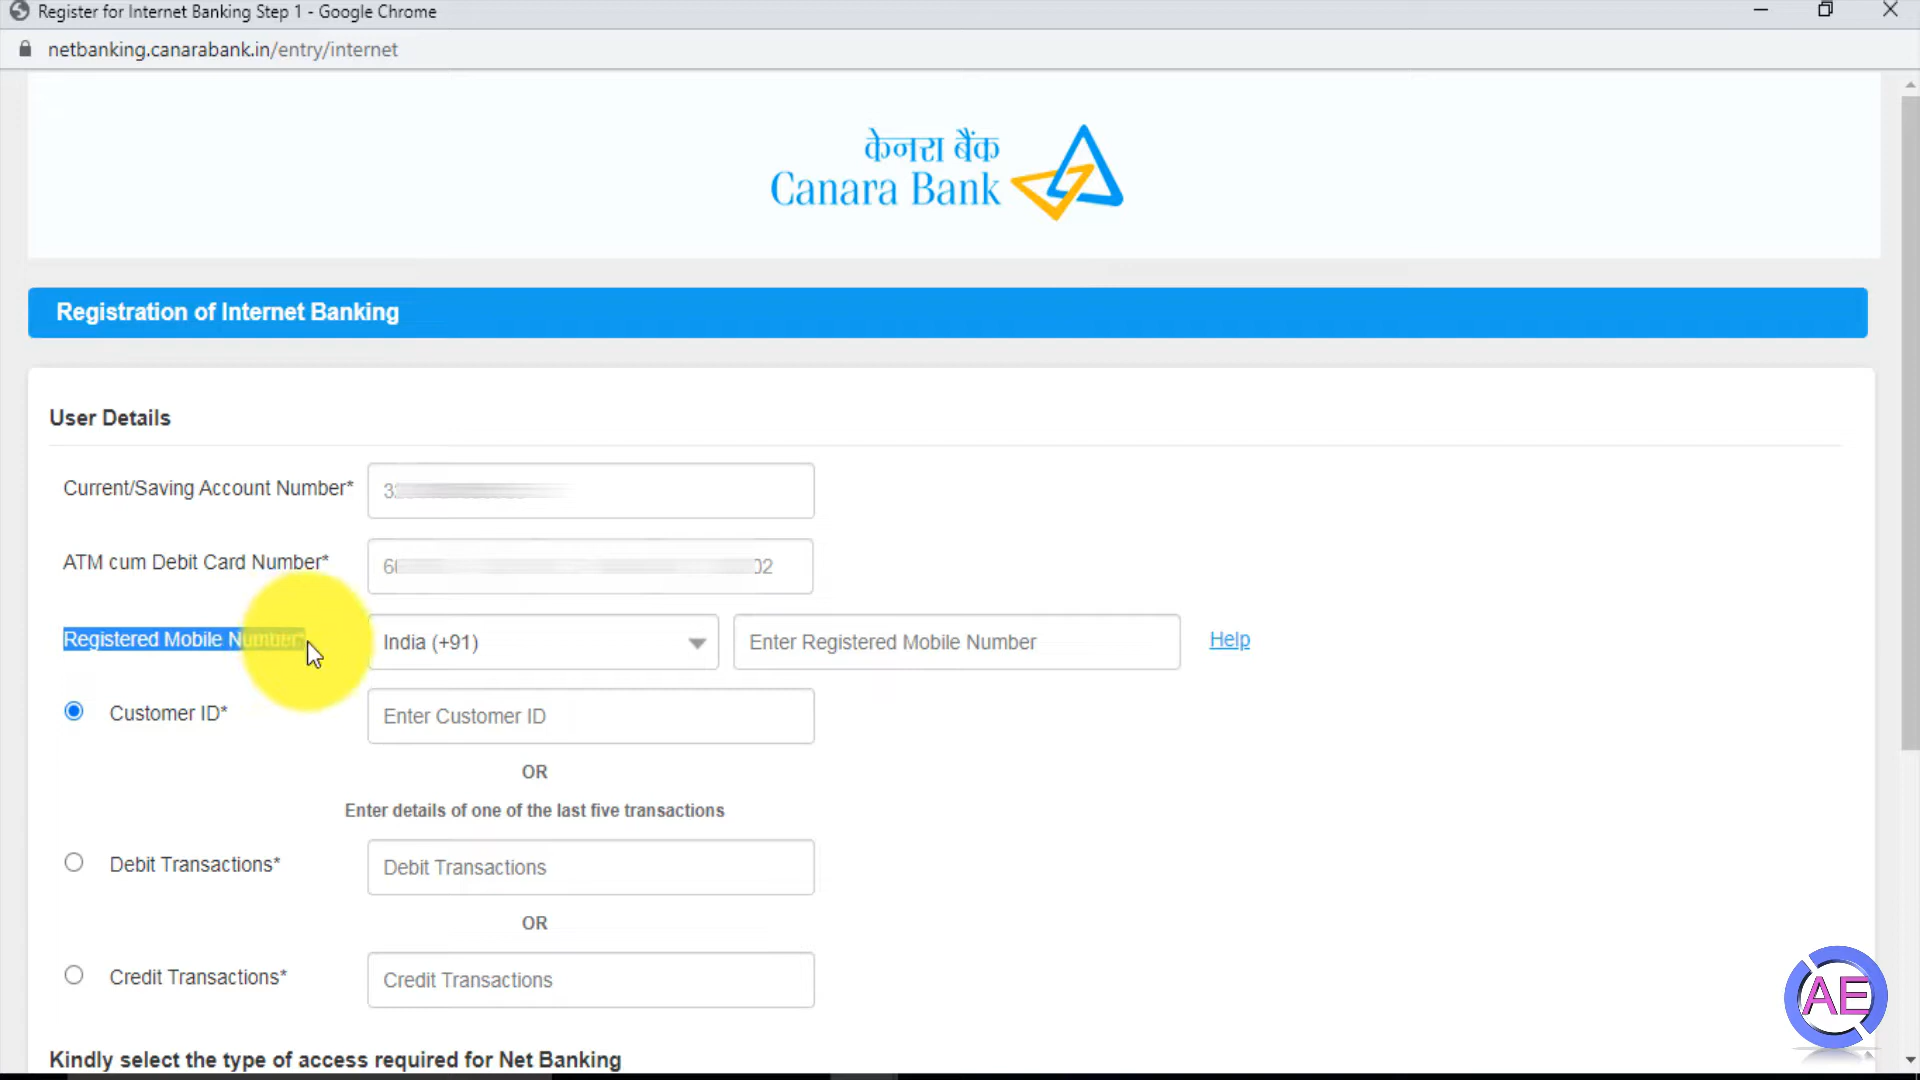 Register for Internet Banking Step 1 - Google Chrome
netbanking.canarabank.in/entry/internet
केनरा बैंक
Canara Bank
Registration of Internet Banking
User Details
Current/Saving Account Number*
ATM cum Debit Card Number* 02
Registered Mobile Number* India (+91) Enter Registered Mobile Number Help
Customer ID* Enter Customer ID
OR
Enter details of one of the last five transactions
Debit Transactions* Debit Transactions
OR
Credit Transactions* Credit Transactions
AE
Kindly select the type of access required for Net Banking